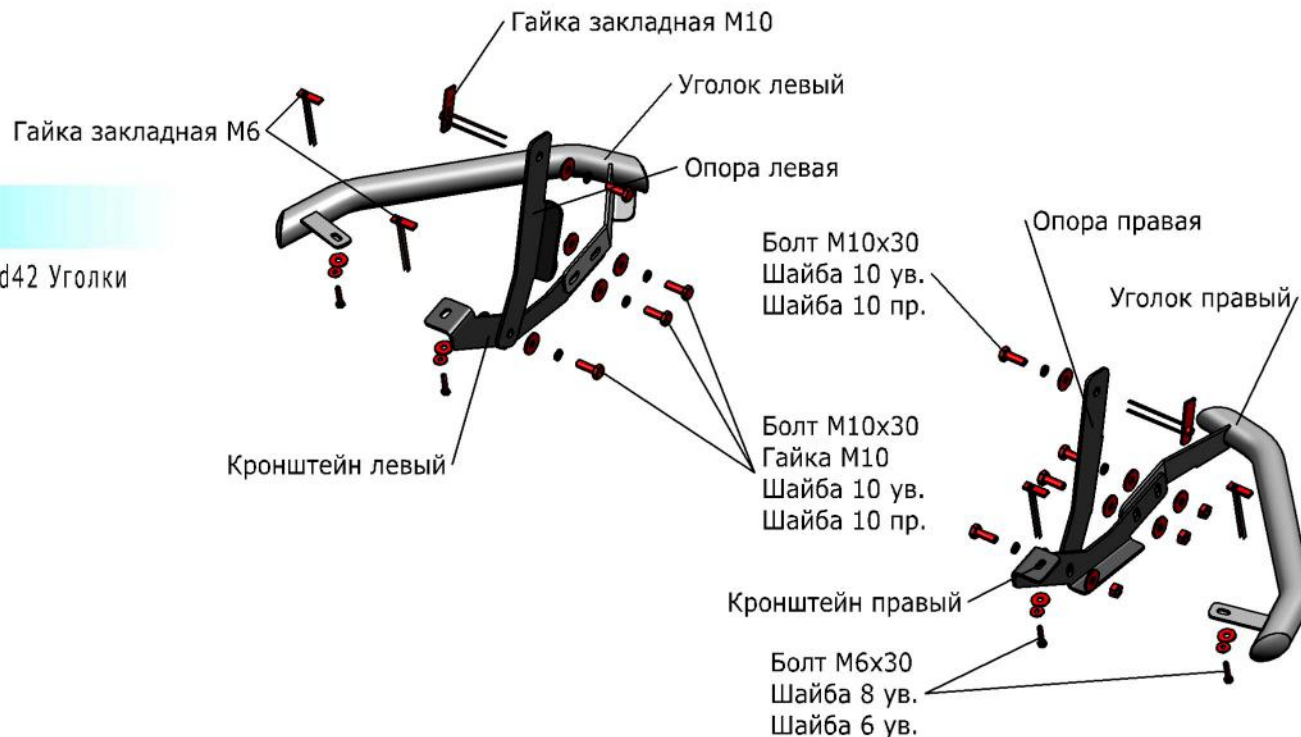 Гайка закладная М10
Уголок левый
Гайка закладная М6
Опора левая
d42 Уголки
Опора правая
Болт М10х30
Шайба 10 ув.
Шайба 10 пр.
Уголок правый
Болт М10х30
Гайка М10
Шайба 10 ув.
Шайба 10 пр.
Кронштейн левый
Кронштейн правый
Болт М6х30
Шайба 8 ув.
Шайба 6 ув.